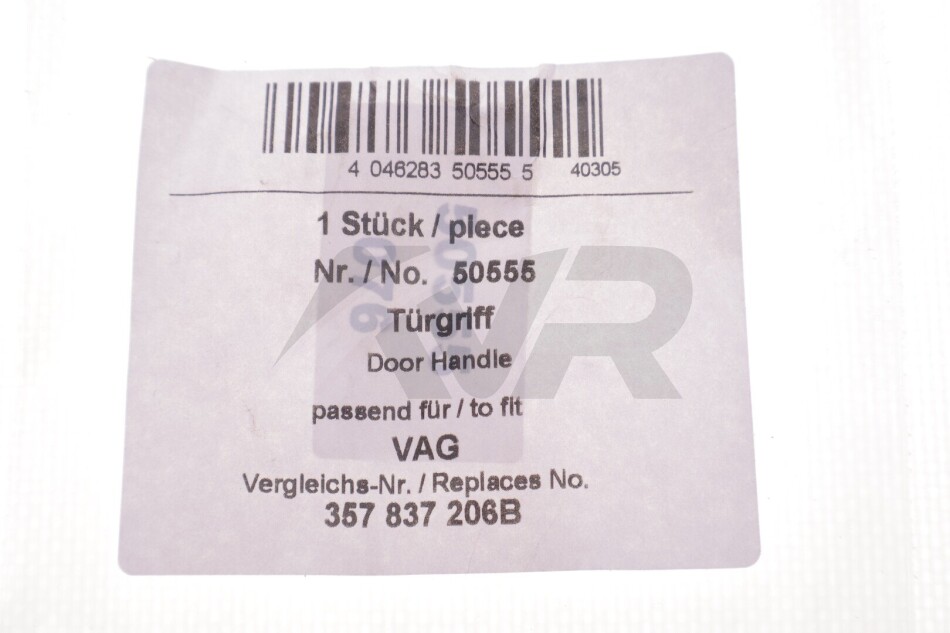 4 046283 50555 5 40305
1 Stück / piece
Nr. / No. 50555
Türgriff
Door Handle
passend für / to fit
VAG
Vergleichs-Nr. / Replaces No.
357 837 206B